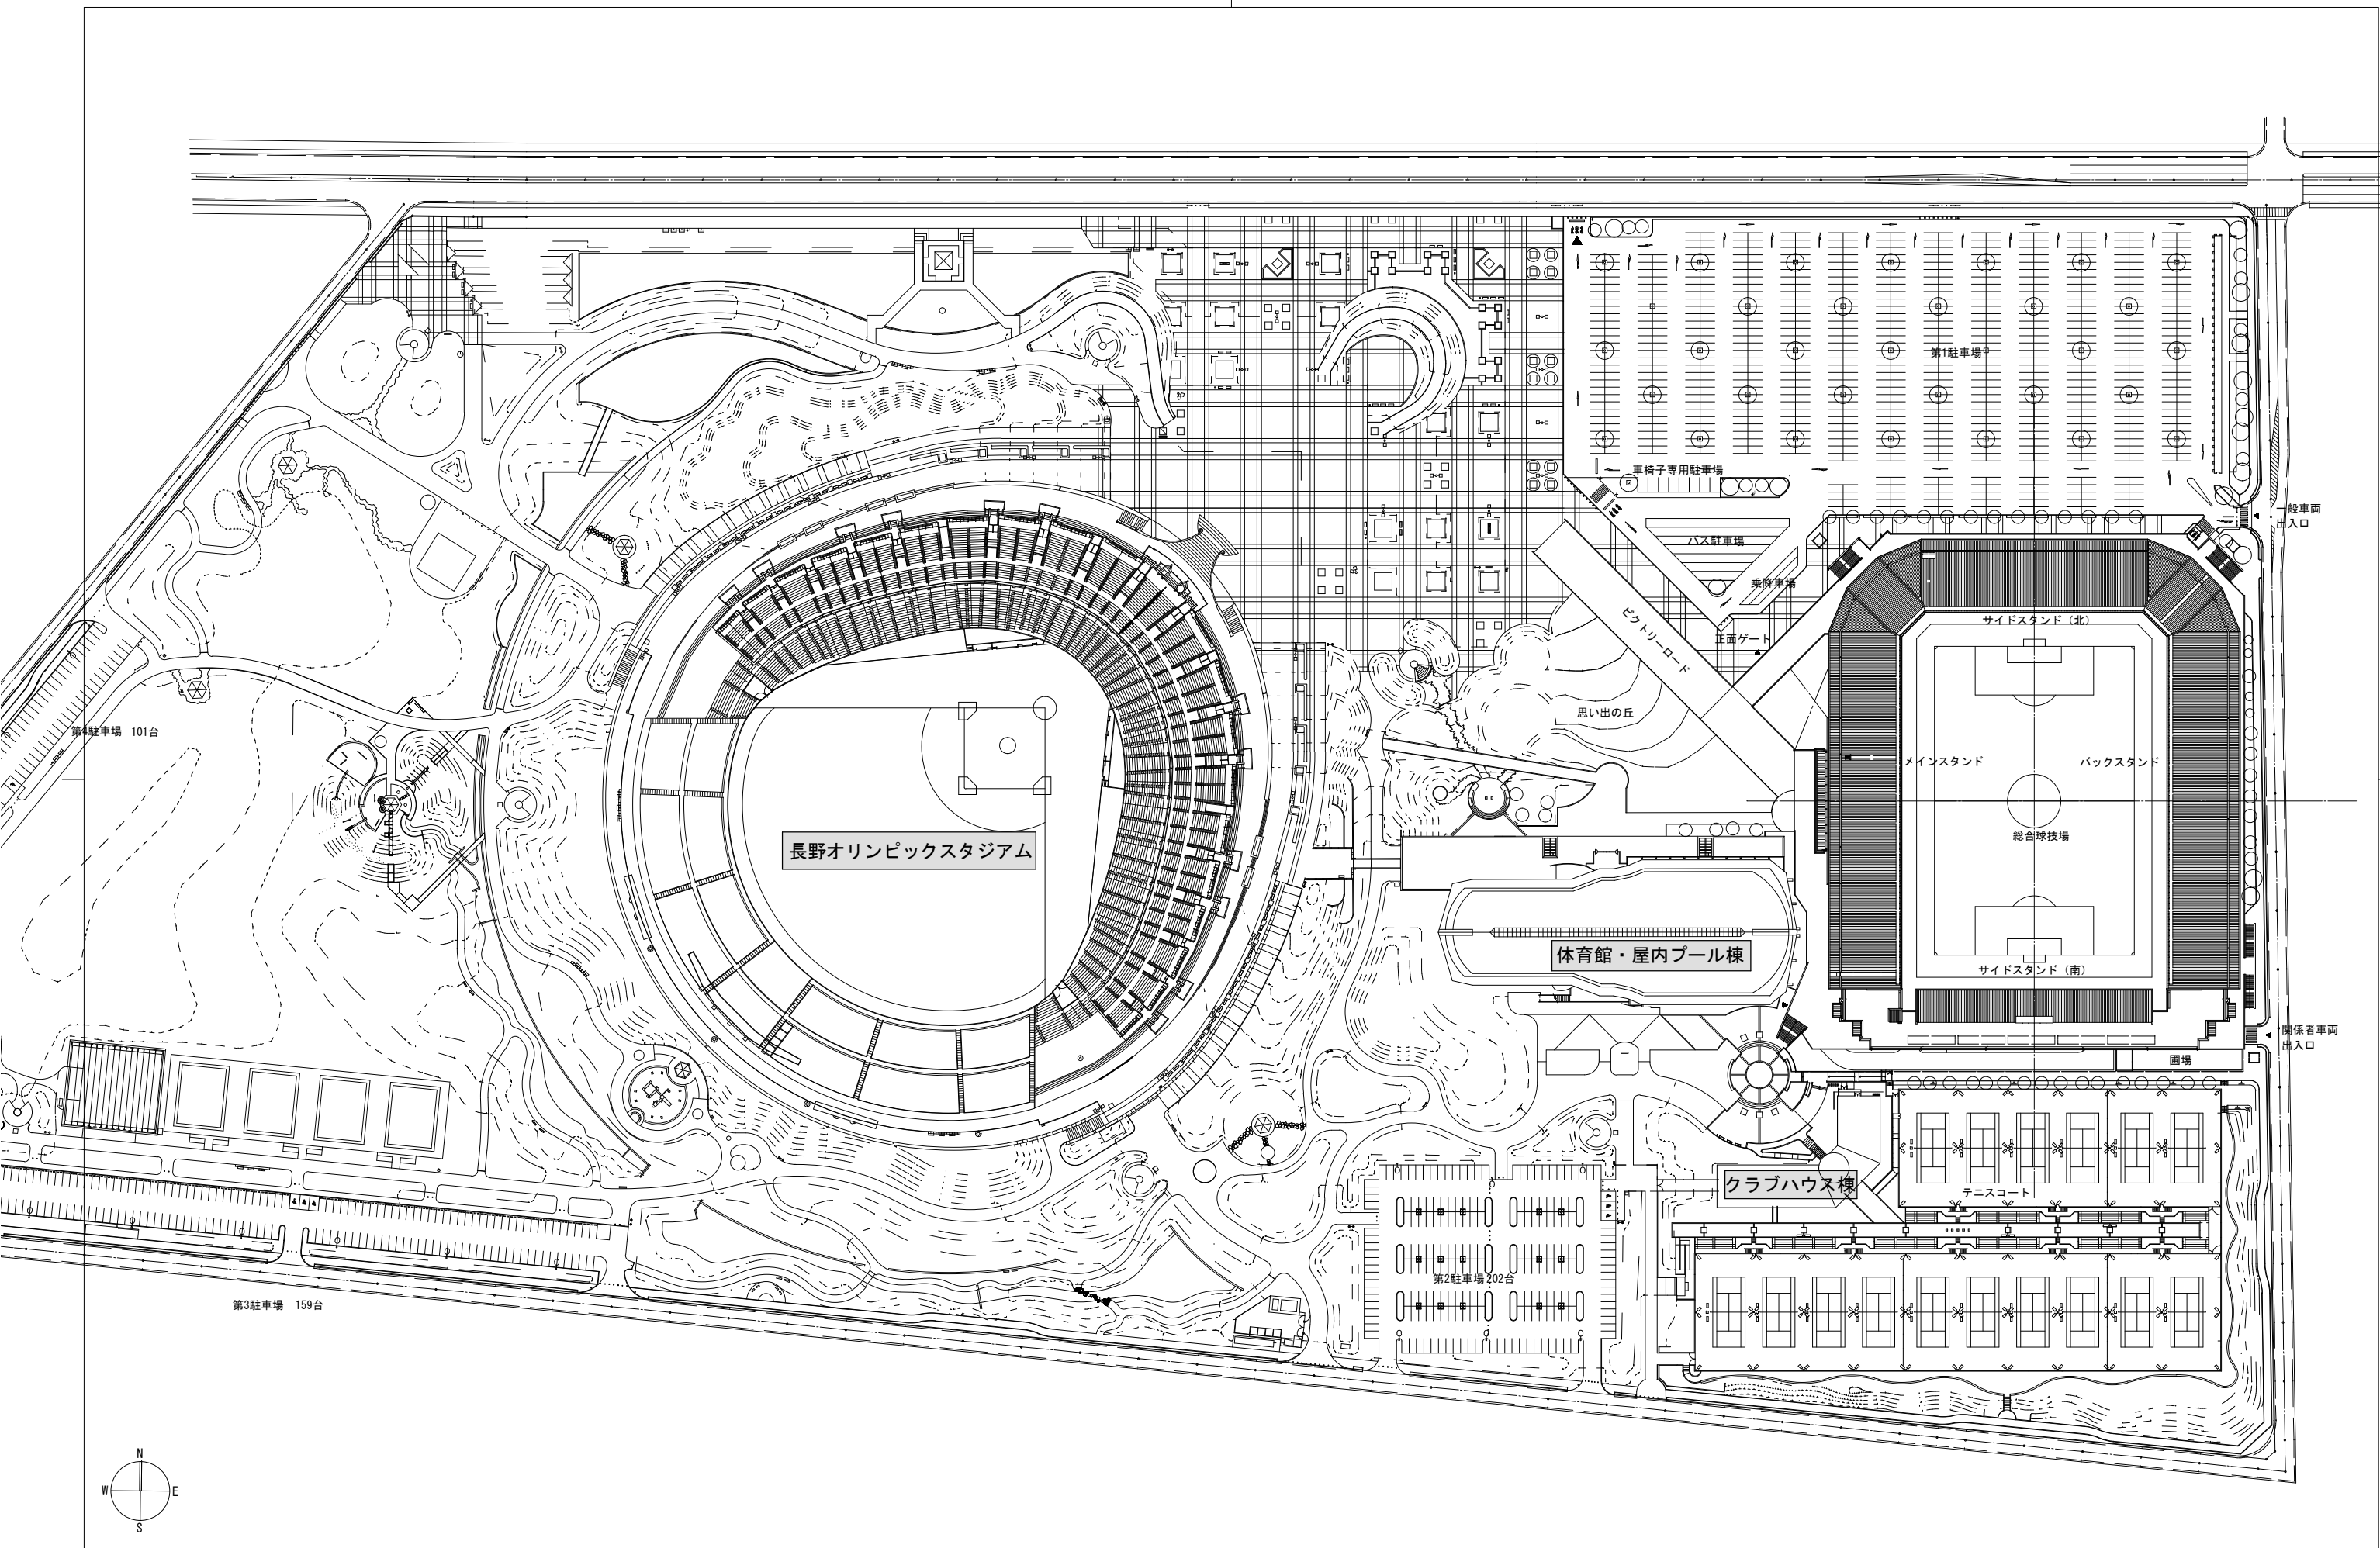 第1駐車場
車椅子専用駐車場
一般車両
出入口
バス駐車場
乗降車場
ビクトリーロード
正面ゲート
サイドスタンド（北）
思い出の丘
第4駐車場　101台
メインスタンド
バックスタンド
総合球技場
長野オリンピックスタジアム
体育館・屋内プール棟
サイドスタンド（南）
関係者車両
出入口
圃場
クラブハウス棟
テニスコート
第2駐車場202台
第3駐車場　159台
N
W
E
S